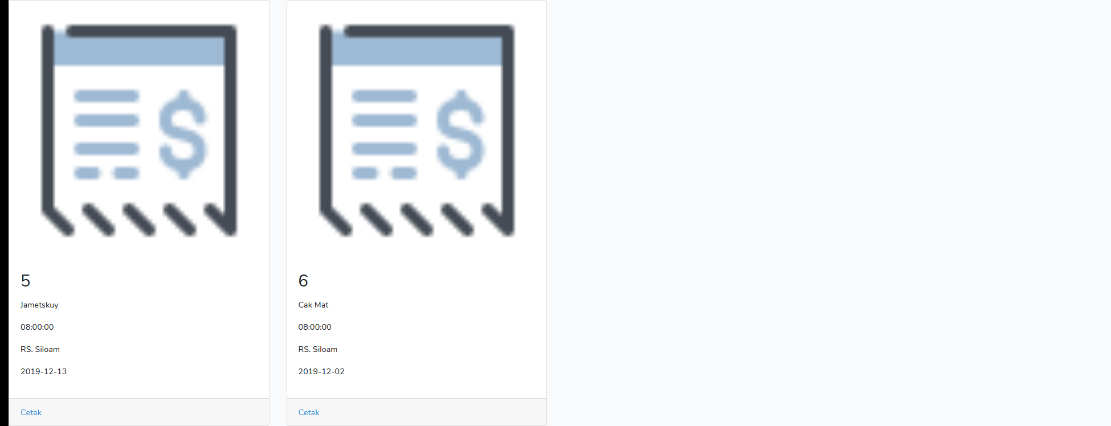 $
5
Jametskuy
08:00:00
RS. Siloam
2019-12-13
Cetak
$
6
Cak Mat
08:00:00
RS. Siloam
2019-12-02
Cetak